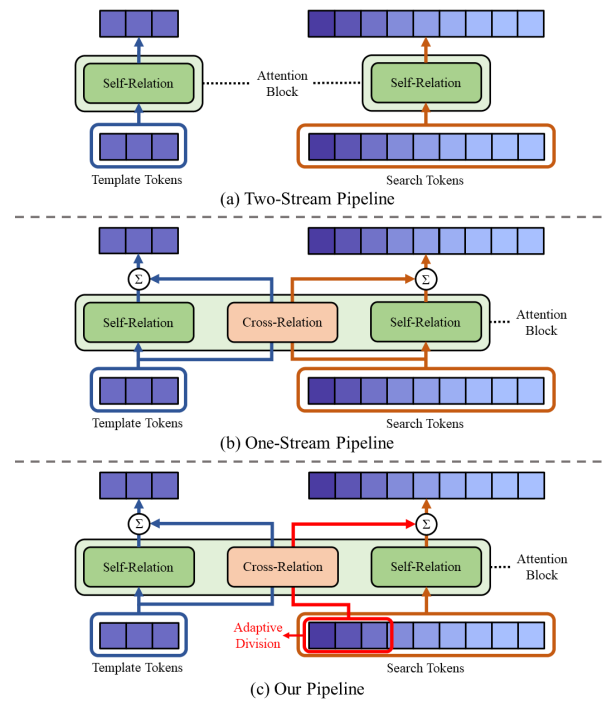 Self-Relation
Attention
Block
Self-Relation
Template Tokens
Search Tokens
(a) Two-Stream Pipeline
Σ
Σ
Self-Relation
Cross-Relation
Self-Relation
Attention
Block
Template Tokens
Search Tokens
(b) One-Stream Pipeline
Σ
Σ
Self-Relation
Cross-Relation
Self-Relation
Attention
Block
Adaptive
Division
Template Tokens
Search Tokens
(c) Our Pipeline